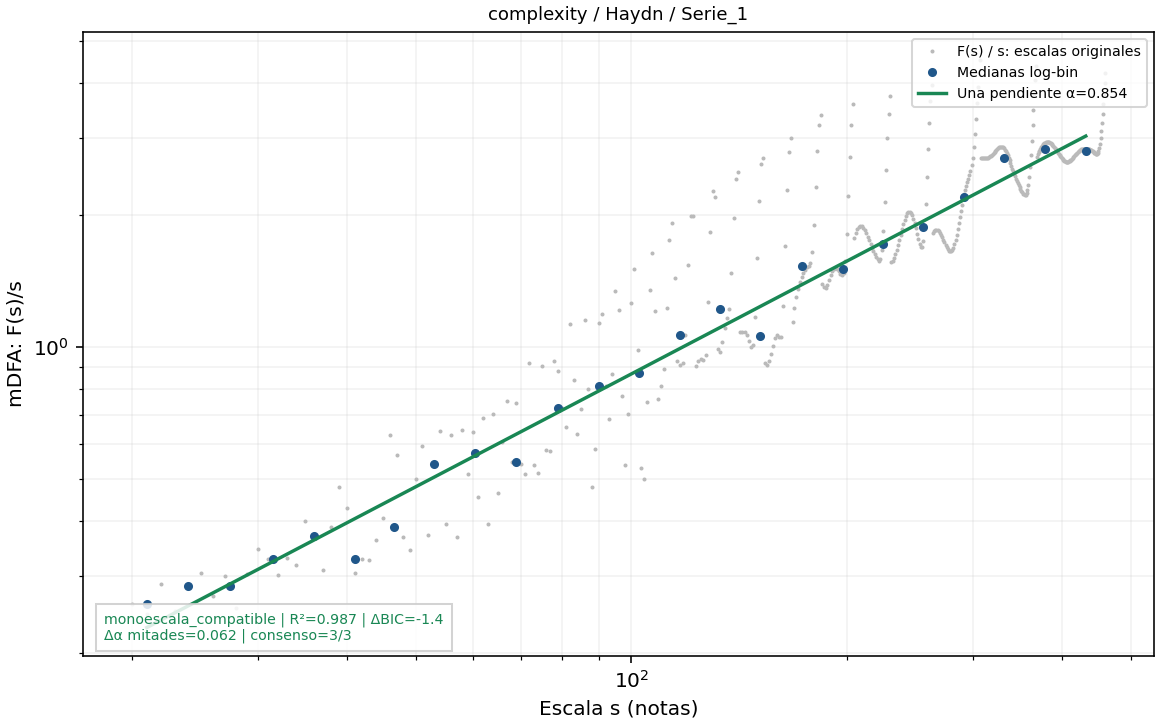 complexity / Haydn / Serie_1
F(s) / s: escalas originales
Medianas log-bin
Una pendiente α=0.854
mDFA: F(s)/s
10⁰
monoescala_compatible | R²=0.987 | ΔBIC=-1.4
Δα mitades=0.062 | consenso=3/3
10²
Escala s (notas)